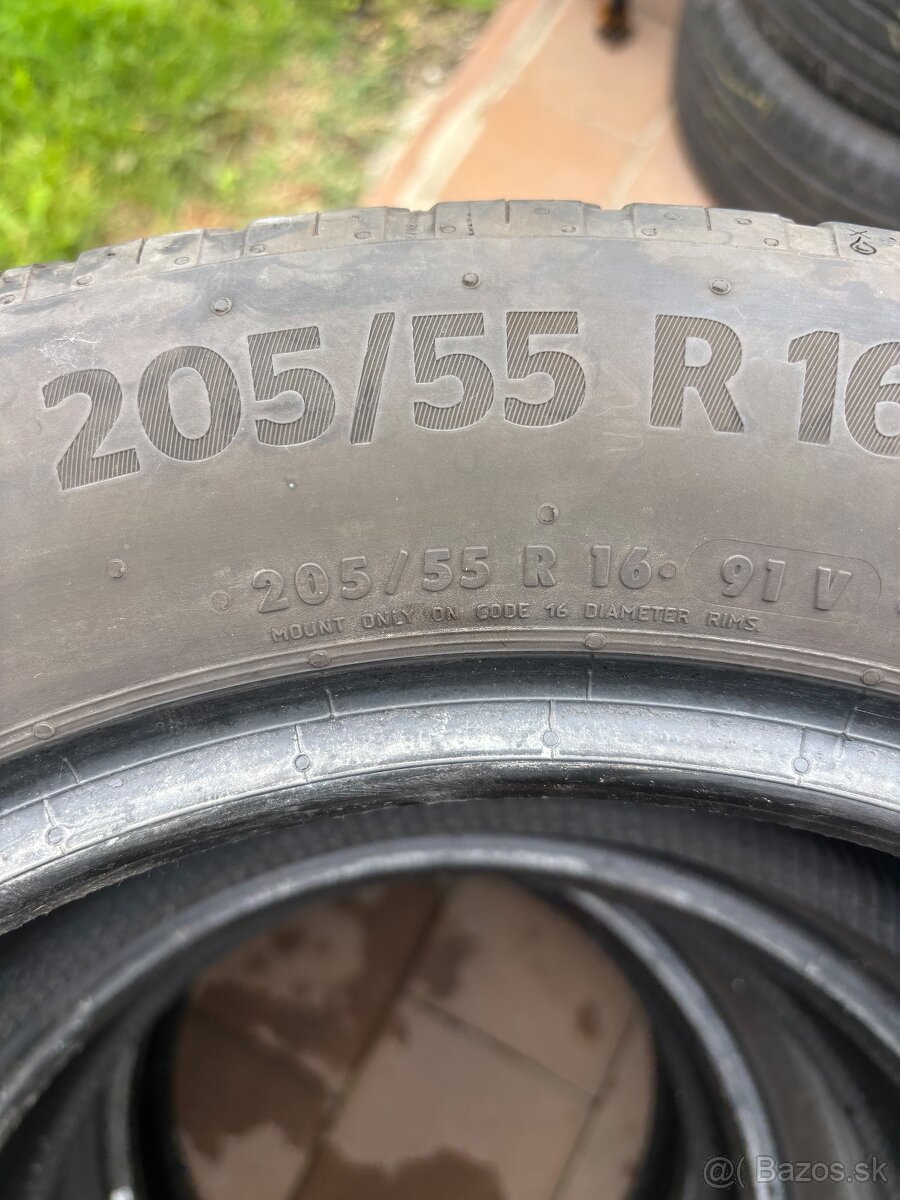 205/55 R 16
205/55 R 16 91 V
MOUNT ONLY ON CODE 16 DIAMETER RIMS.
@( Bazos.sk